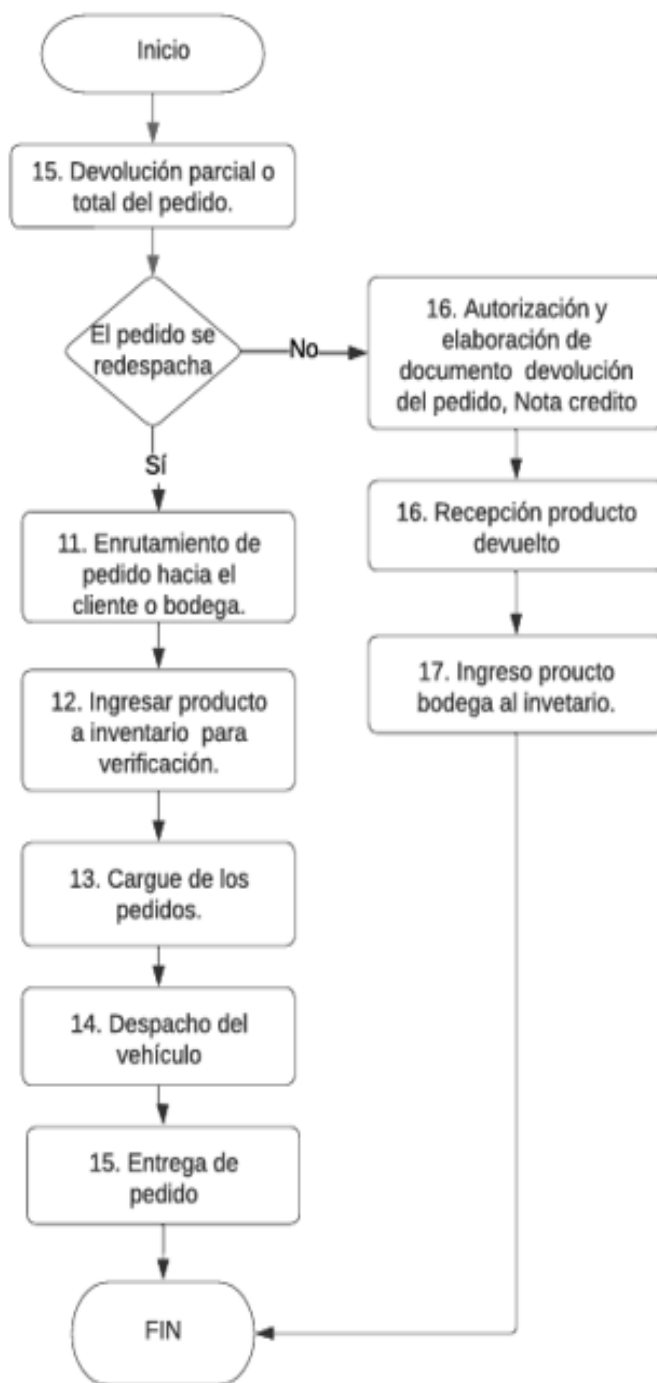 Inicio
15. Devolución parcial o
total del pedido.
El pedido se
redespacha
No
16. Autorización y
elaboración de
documento devolución
del pedido, Nota credito
Sí
11. Enrutamiento de
pedido hacia el
cliente o bodega.
16. Recepción producto
devuelto
12. Ingresar producto
a inventario para
verificación.
17. Ingreso proucto
bodega al invetario.
13. Cargue de los
pedidos.
14. Despacho del
vehículo
15. Entrega de
pedido
FIN